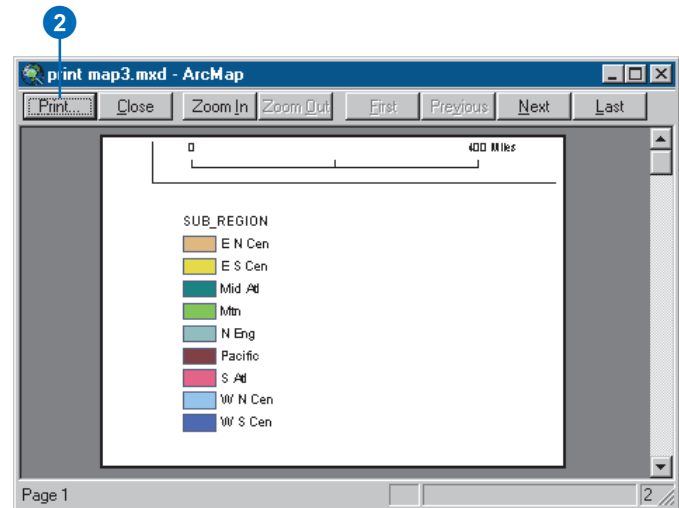 2
print map3.mxd - ArcMap
Print... Close Zoom In Zoom Out First Previous Next Last
0 400 Miles
SUB_REGION
E N Cen
E S Cen
Mid Atl
Mtn
N Eng
Pacific
S Atl
W N Cen
W S Cen
Page 1 2